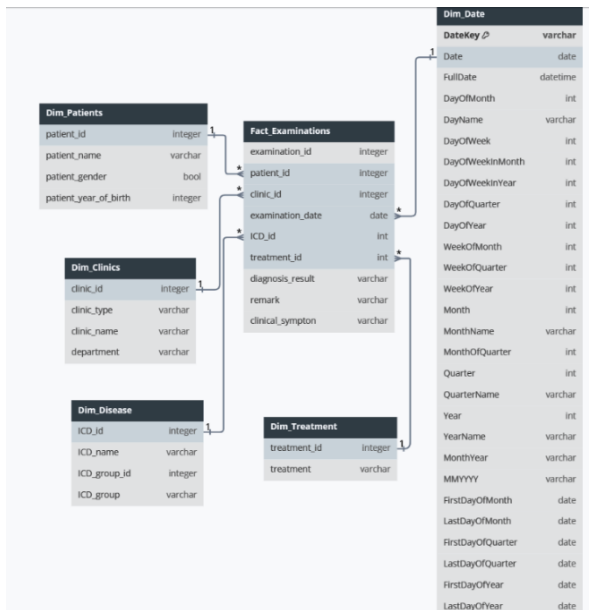 Dim_Date
DateKey varchar
Date date
FullDate datetime
DayOfMonth int
DayName varchar
DayOfWeek int
DayOfWeekInMonth int
DayOfWeekInYear int
DayOfQuarter int
DayOfYear int
WeekOfMonth int
WeekOfQuarter int
WeekOfYear int
Month int
MonthName varchar
MonthOfQuarter int
Quarter int
QuarterName varchar
Year int
YearName varchar
MonthYear varchar
MMYYYY varchar
FirstDayOfMonth date
LastDayOfMonth date
FirstDayOfQuarter date
LastDayOfQuarter date
FirstDayOfYear date
LastDayOfYear date
1
Dim_Patients
patient_id integer
patient_name varchar
patient_gender bool
patient_year_of_birth integer
1
Fact_Examinations
examination_id integer
* patient_id integer
* clinic_id integer
examination_date date *
* ICD_id int
treatment_id int *
diagnosis_result varchar
remark varchar
clinical_sympton varchar
Dim_Clinics
clinic_id integer
clinic_type varchar
clinic_name varchar
department varchar
1
Dim_Disease
ICD_id integer
ICD_name varchar
ICD_group_id integer
ICD_group varchar
1
Dim_Treatment
treatment_id integer
treatment varchar
1